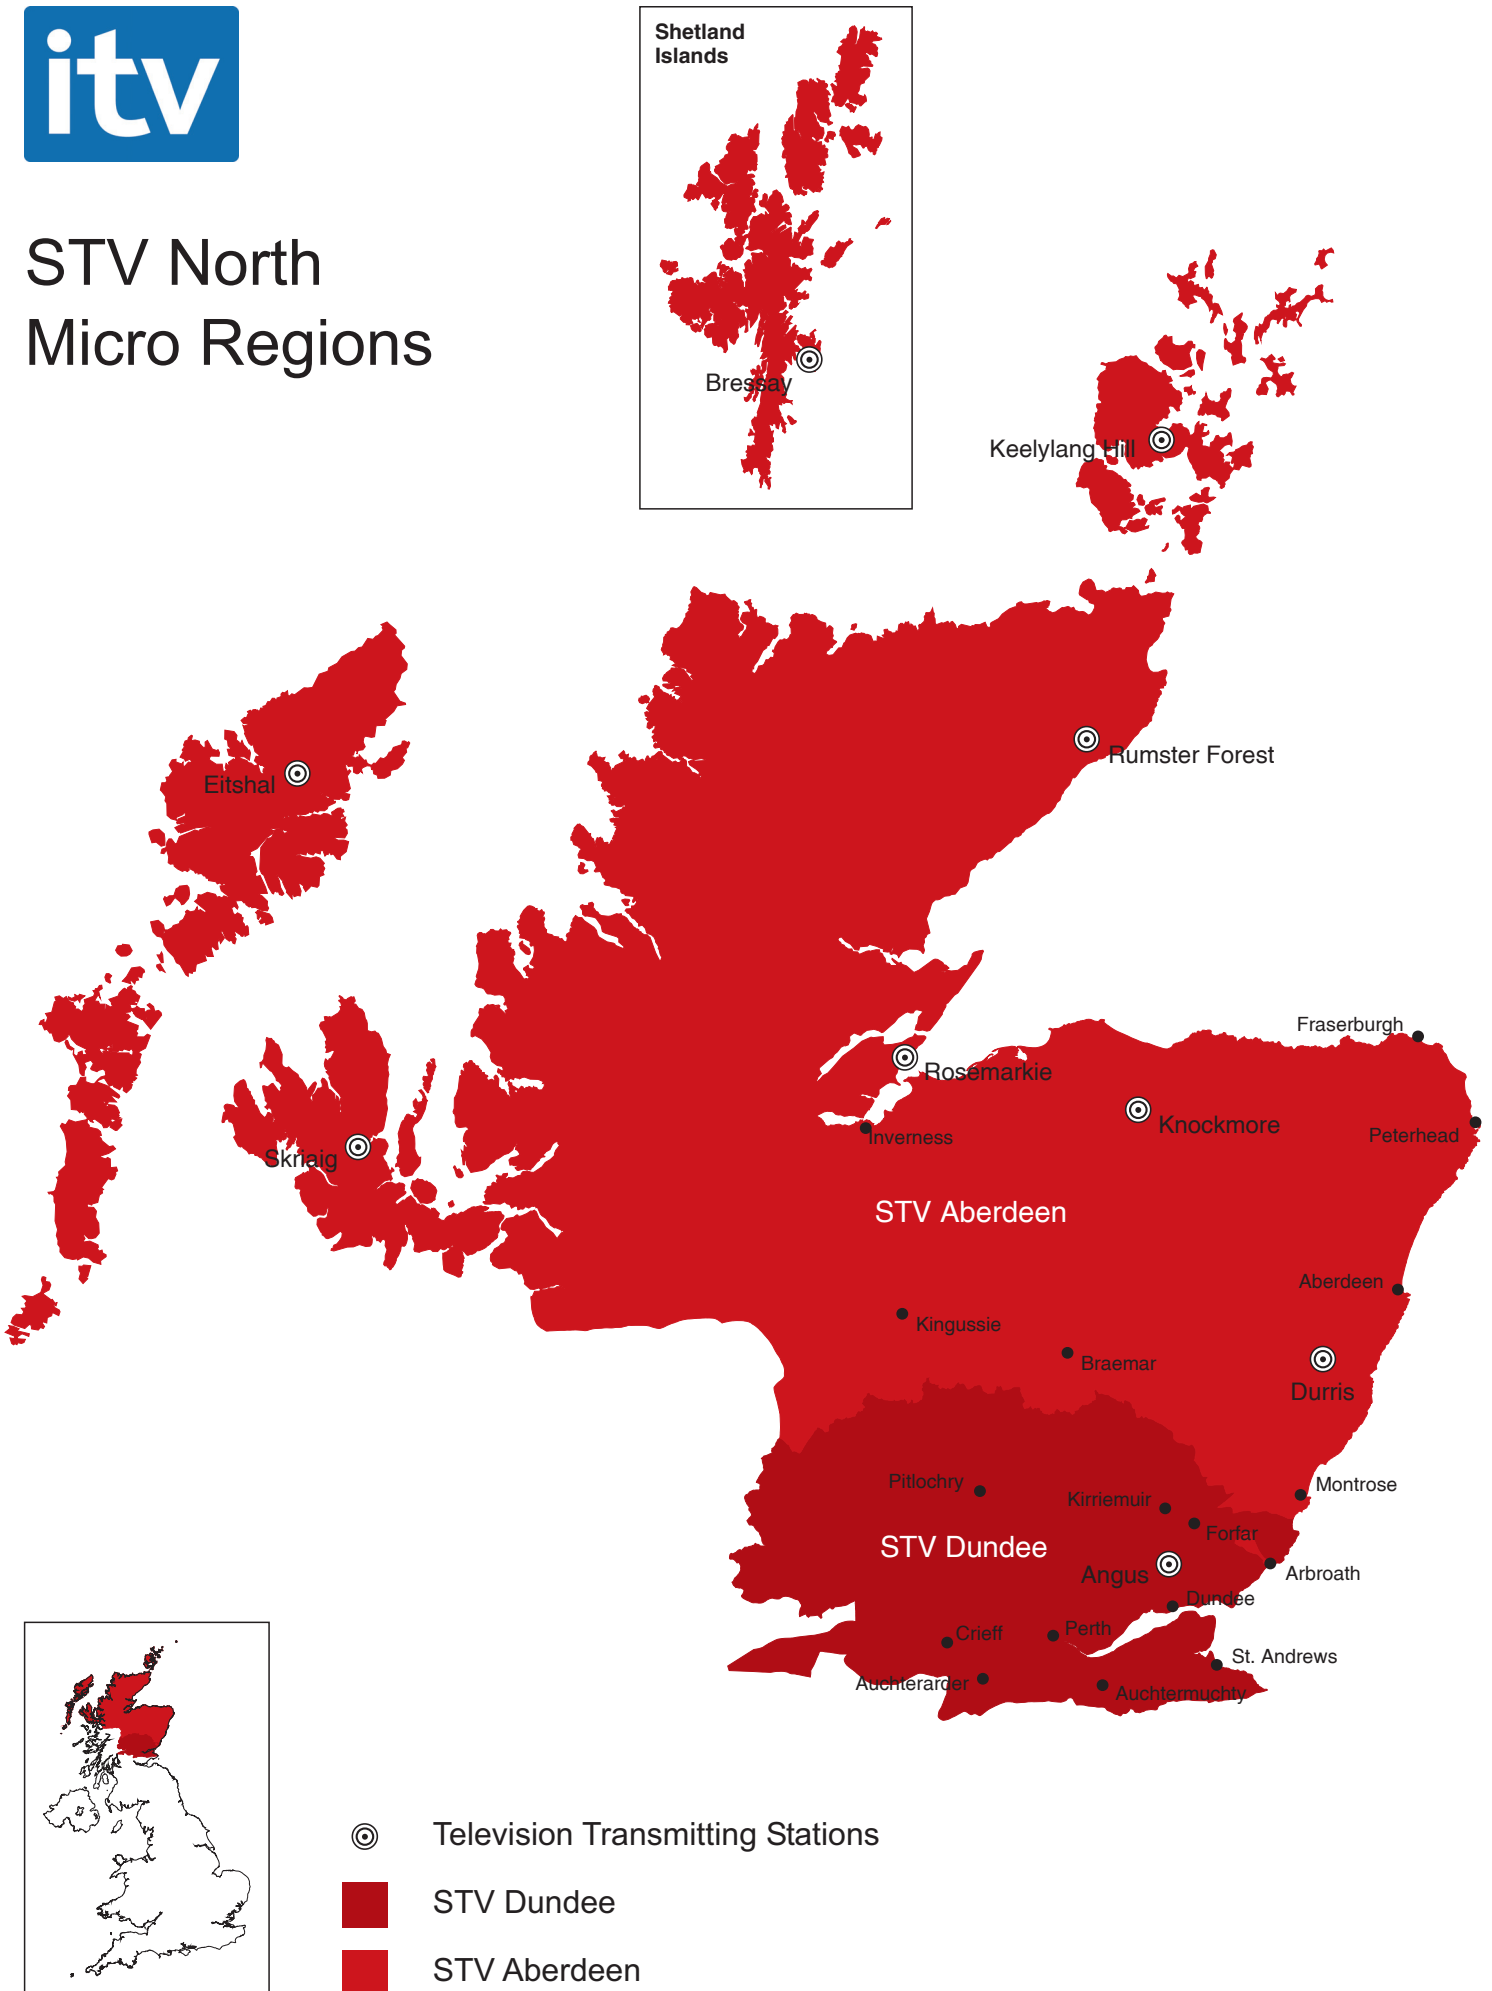 itv
Shetland
Islands
STV North
Micro Regions
Bressay
Keelylang Hill
Rumster Forest
Eitshal
Fraserburgh
Rosemarkie
Knockmore
Peterhead
Inverness
Skriaig
STV Aberdeen
Aberdeen
Kingussie
Braemar
Durris
Pitlochry
Montrose
Kirriemuir
Forfar
STV Dundee
Angus
Arbroath
Dundee
Crieff
Perth
St. Andrews
Auchterarder
Auchtermuchty
Television Transmitting Stations
STV Dundee
STV Aberdeen